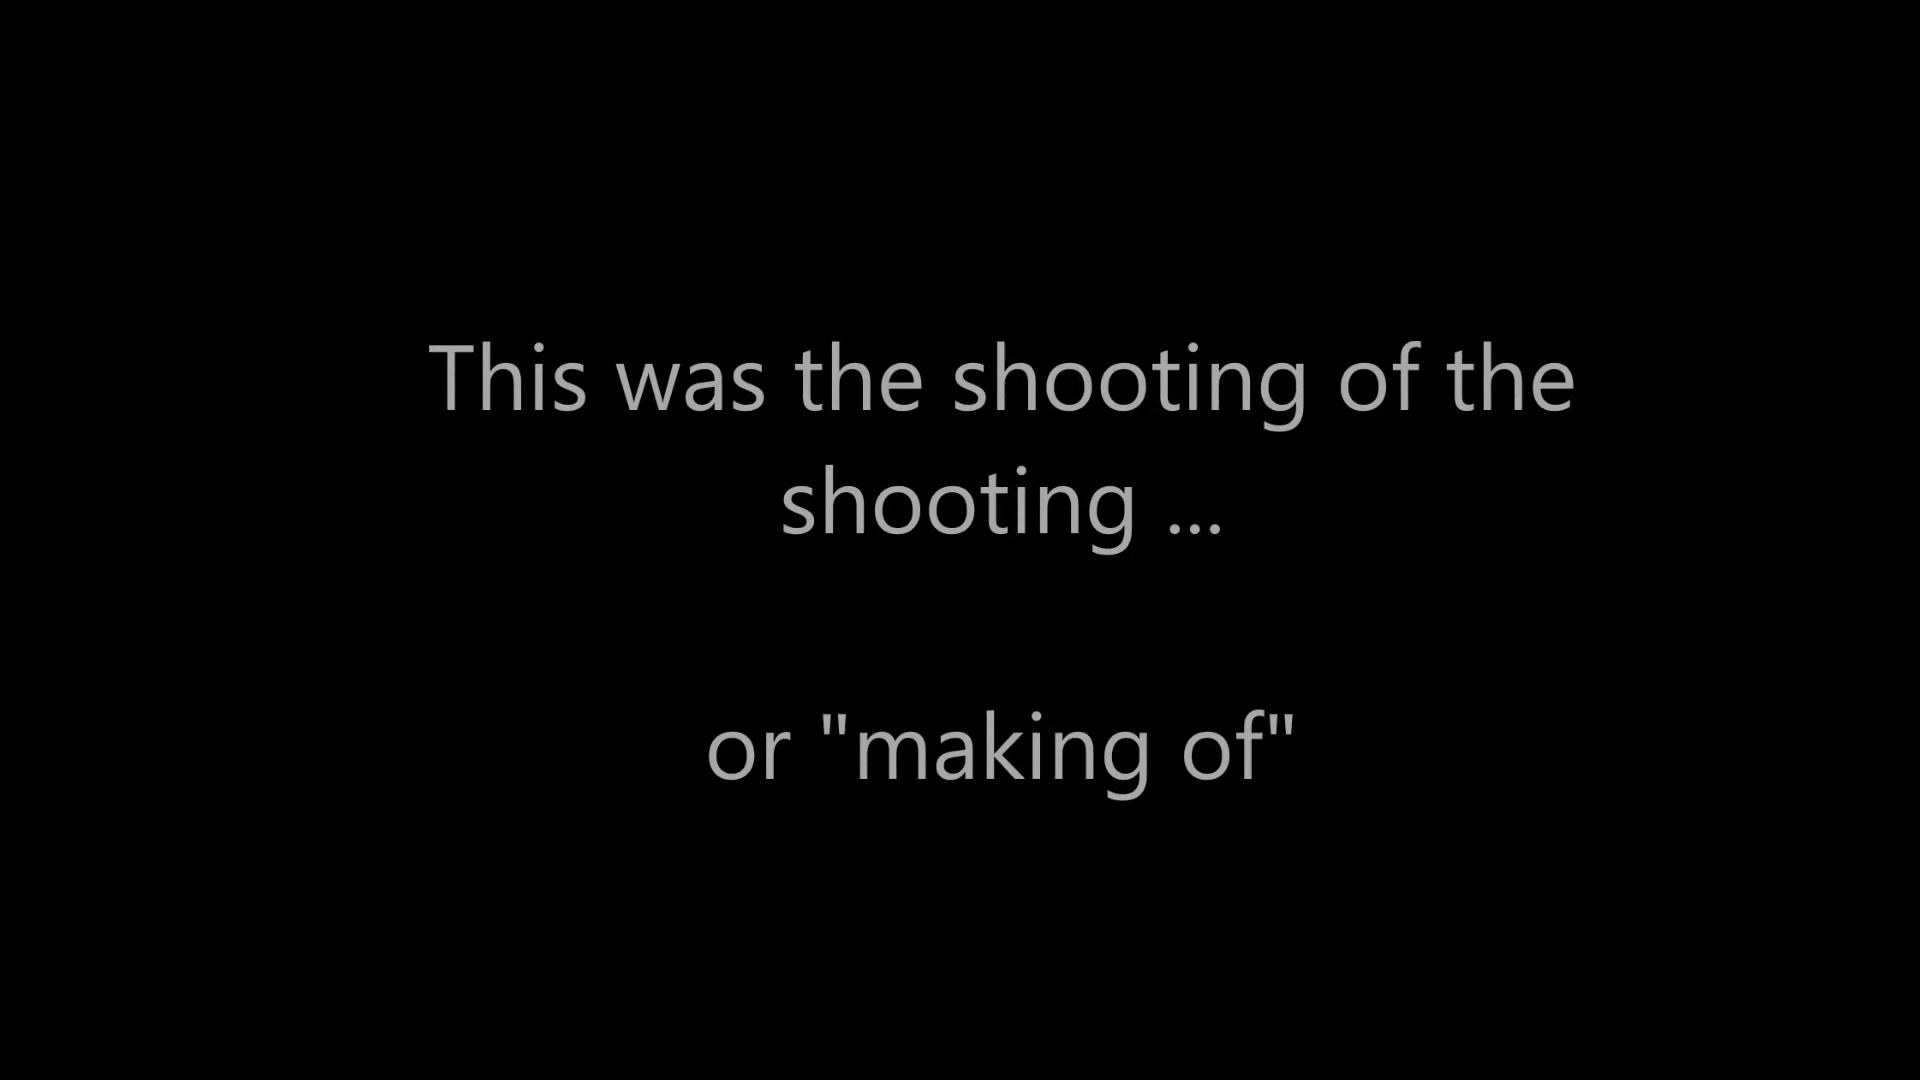 This was the shooting of the
shooting ...
or "making of"